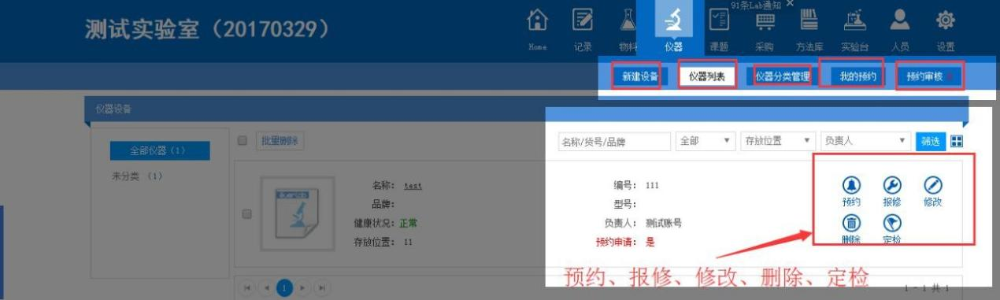 91条Lab通知 ×
测试实验室（20170329）
Home 记录 物料 仪器 课题 采购 方法库 实验台 人员 设置
新建设备 仪器列表 仪器分类管理 我的预约 预约审核
仪器设备
全部仪器（1）
未分类 （1）
批量删除
名称/货号/品牌 全部 存放位置 负责人 筛选
名称： test 编号： 111
品牌： 型号：
健康状况：正常 负责人： 测试账号
存放位置： 11 预约申请： 是
预约 报修 修改
删除 定检
预约、报修、修改、删除、定检
1 1 - 1 共 1